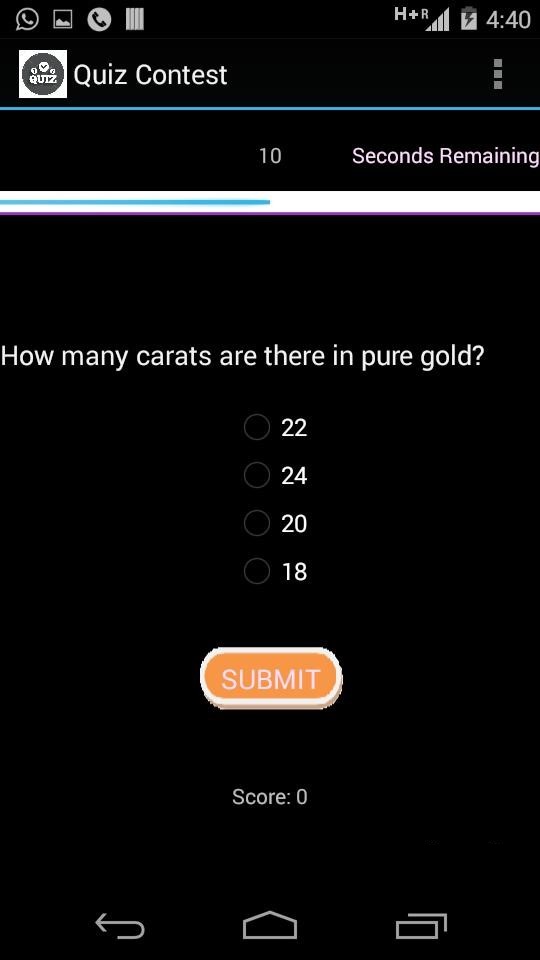 H+R 4:40
QUIZ Quiz Contest
10 Seconds Remaining
How many carats are there in pure gold?
22
24
20
18
SUBMIT
Score: 0